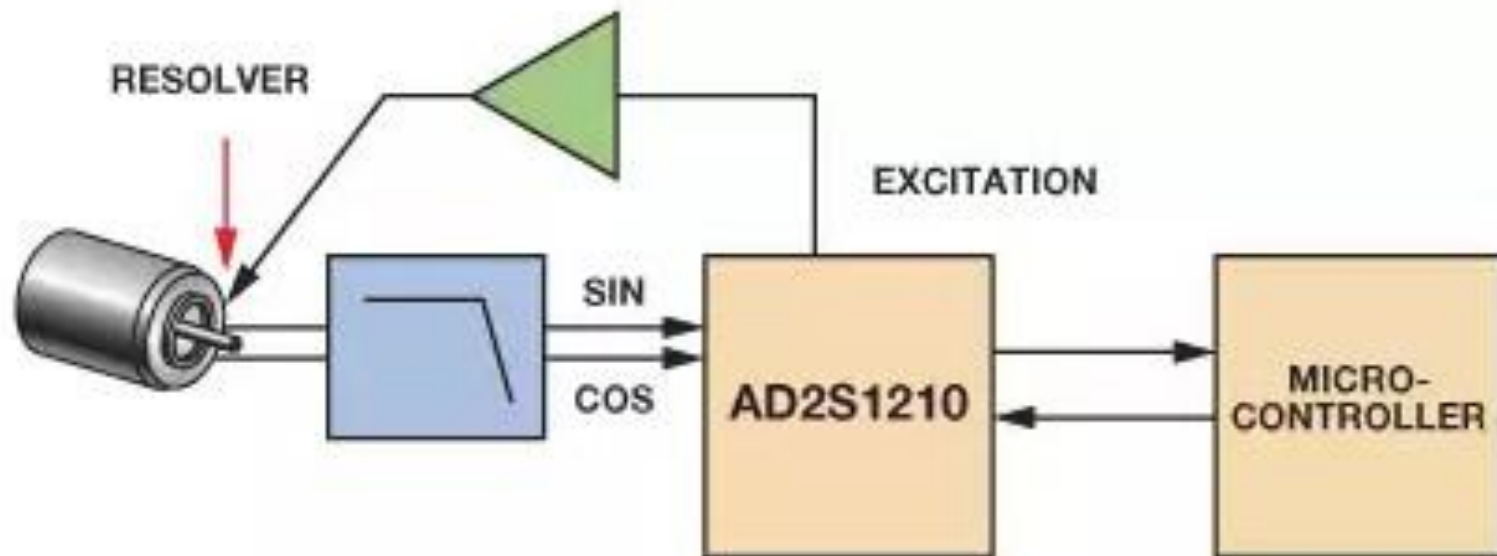 RESOLVER
EXCITATION
SIN
COS
AD2S1210
MICRO-
CONTROLLER